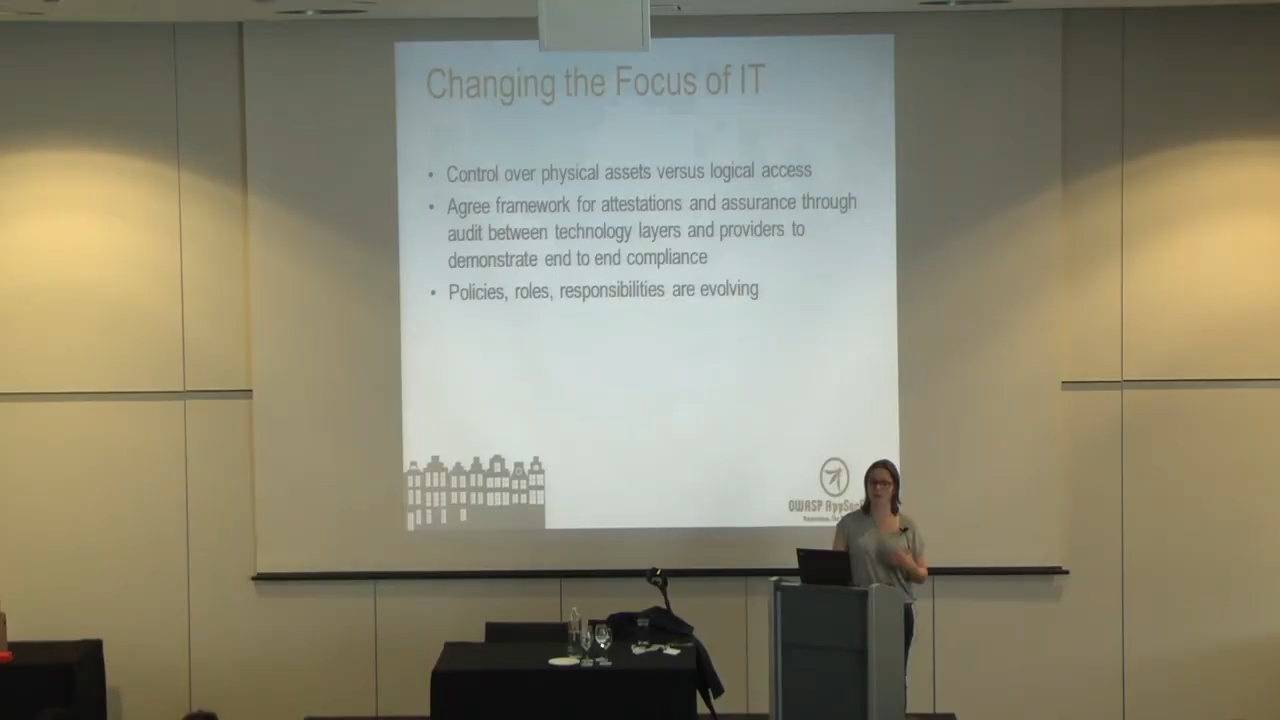 Changing the Focus of IT
• Control over physical assets versus logical access
• Agree framework for attestations and assurance through
audit between technology layers and providers to
demonstrate end to end compliance
• Policies, roles, responsibilities are evolving
OWASP AppSec